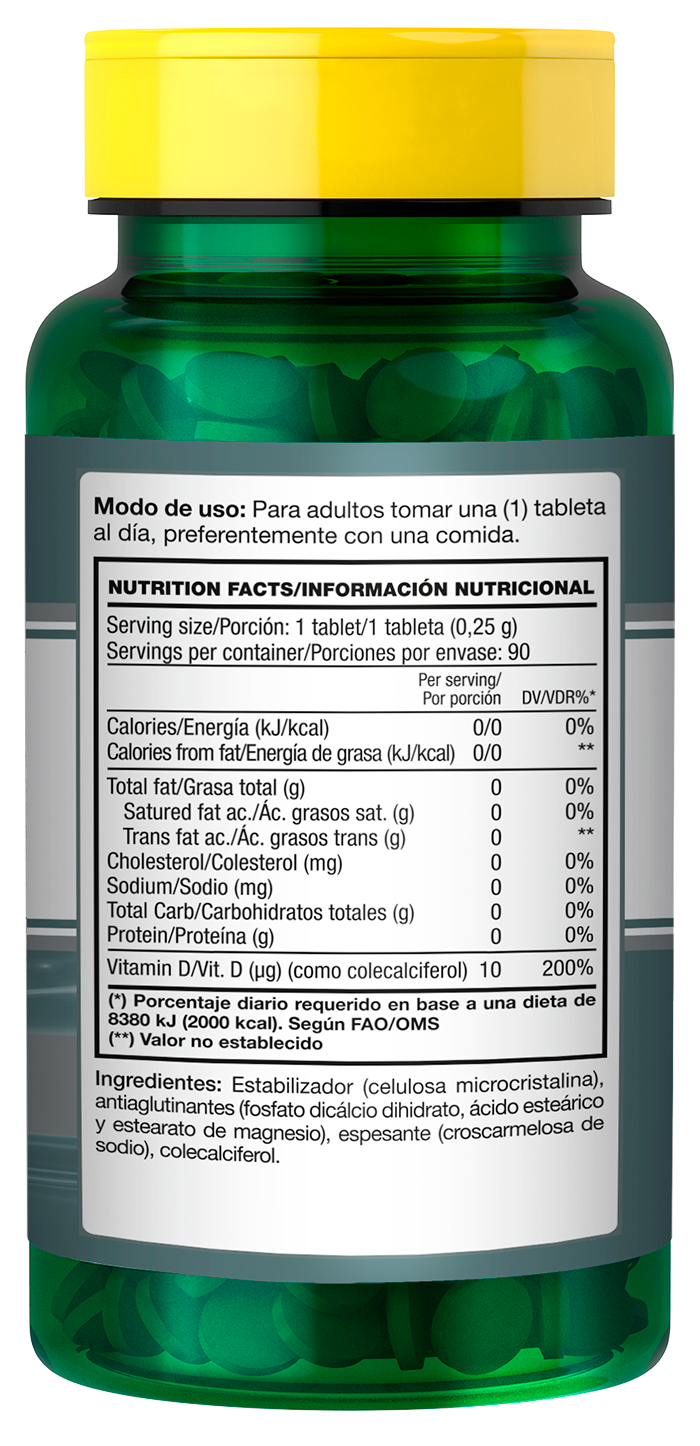 Modo de uso: Para adultos tomar una (1) tableta
al día, preferentemente con una comida.
NUTRITION FACTS/INFORMACIÓN NUTRICIONAL
Serving size/Porción: 1 tablet/1 tableta (0,25 g)
Servings per container/Porciones por envase: 90
Per serving/
Por porción DV/VDR%*
Calories/Energía (kJ/kcal) 0/0 0%
Calories from fat/Energía de grasa (kJ/kcal) 0/0 **
Total fat/Grasa total (g) 0 0%
Satured fat ac./Ác. grasos sat. (g) 0 0%
Trans fat ac./Ác. grasos trans (g) 0 **
Cholesterol/Colesterol (mg) 0 0%
Sodium/Sodio (mg) 0 0%
Total Carb/Carbohidratos totales (g) 0 0%
Protein/Proteína (g) 0 0%
Vitamin D/Vit. D (µg) (como colecalciferol) 10 200%
(*) Porcentaje diario requerido en base a una dieta de
8380 kJ (2000 kcal). Según FAO/OMS
(**) Valor no establecido
Ingredientes: Estabilizador (celulosa microcristalina),
antiaglutinantes (fosfato dicálcio dihidrato, ácido esteárico
y estearato de magnesio), espesante (croscarmelosa de
sodio), colecalciferol.